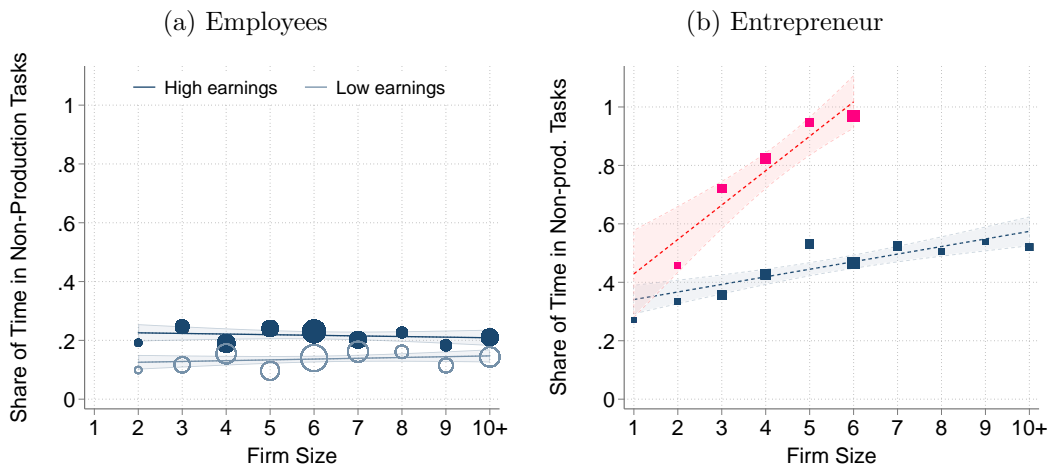 (a) Employees
Share of Time in Non-Production Tasks
High earnings
Low earnings
1
.8
.6
.4
.2
0
1 2 3 4 5 6 7 8 9 10+
Firm Size
(b) Entrepreneur
Share of Time in Non-prod. Tasks
1
.8
.6
.4
.2
0
1 2 3 4 5 6 7 8 9 10+
Firm Size